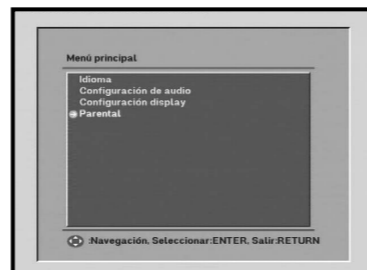 Menú principal
Idioma
Configuración de audio
Configuración display
Parental
:Navegación, Seleccionar:ENTER, Salir:RETURN